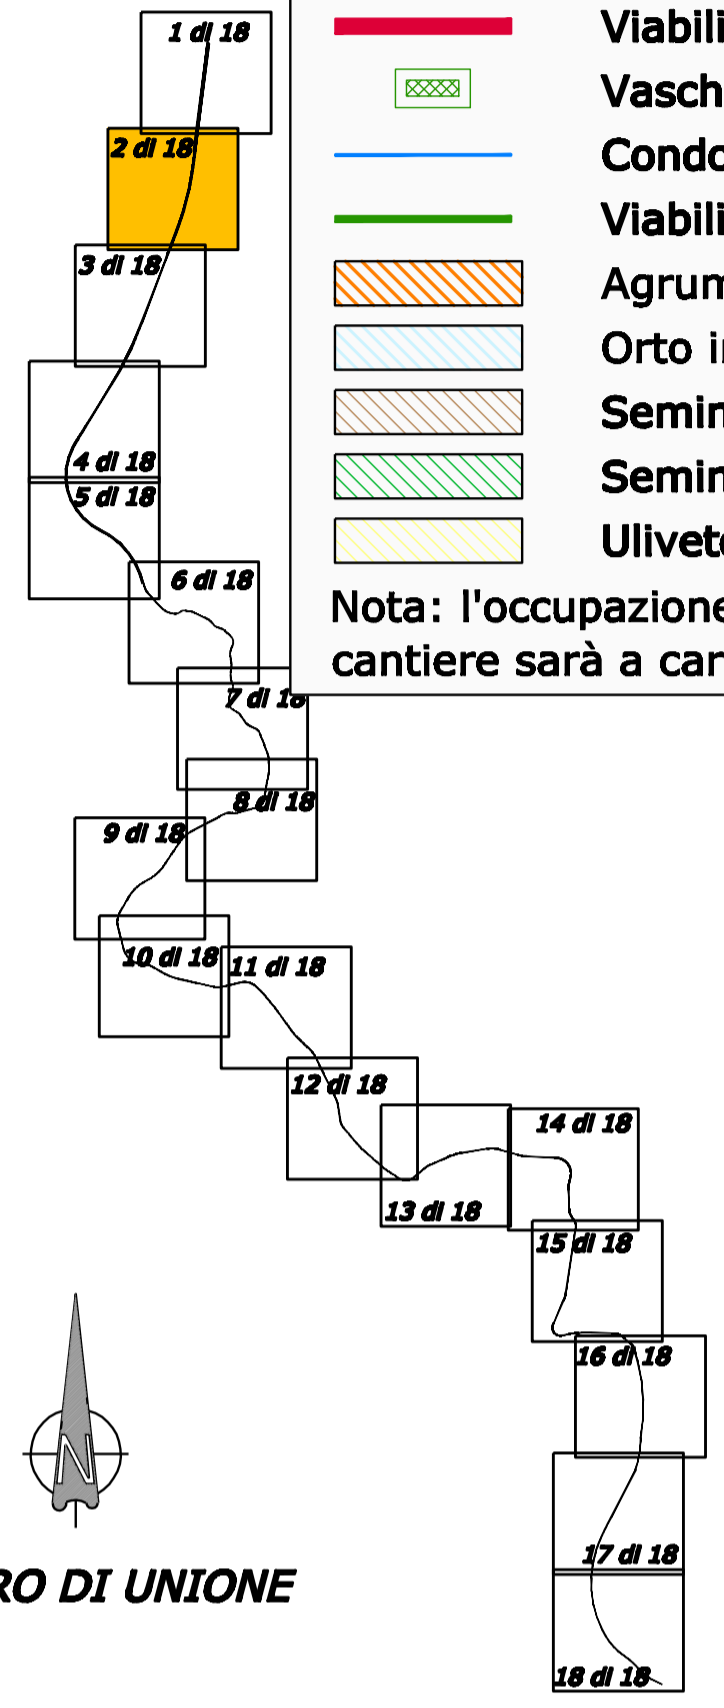 1 di 18
2 di 18
3 di 18
4 di 18
5 di 18
6 di 18
7 di 18
8 di 18
9 di 18
10 di 18
11 di 18
12 di 18
13 di 18
14 di 18
15 di 18
16 di 18
17 di 18
18 di 18
Viabili
Vasch
Condo
Viabili
Agrum
Orto i
Semin
Semin
Ulivet
Nota: l'occupazione
cantiere sarà a car
N
RO DI UNIONE